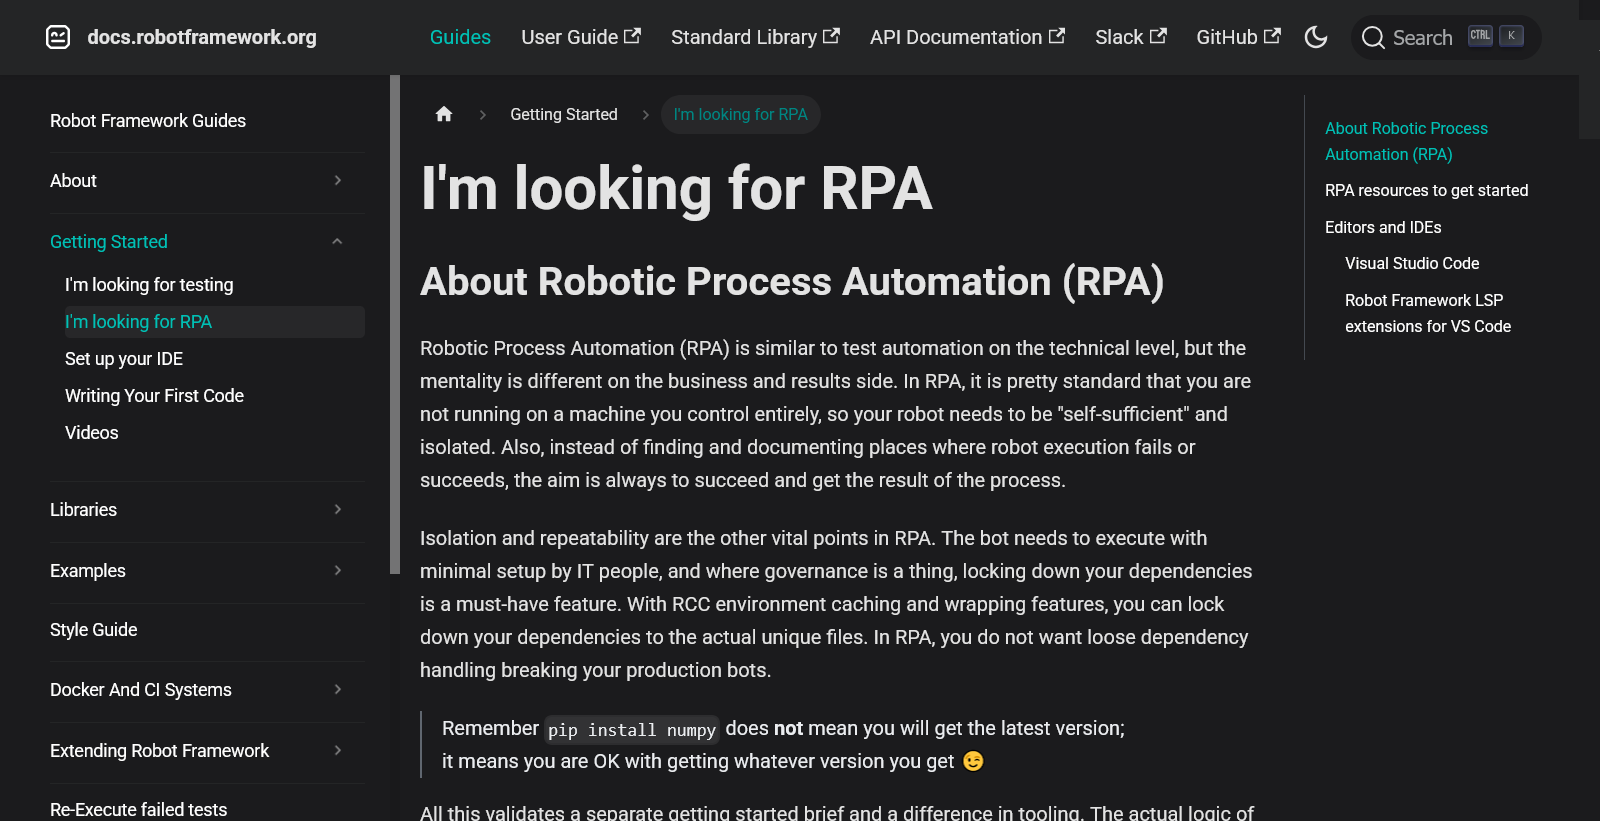 docs.robotframework.org
Guides
User Guide
Standard Library
API Documentation
Slack
GitHub
Search
CTRL
K
Robot Framework Guides
About
Getting Started
I'm looking for testing
I'm looking for RPA
Set up your IDE
Writing Your First Code
Videos
Libraries
Examples
Style Guide
Docker And CI Systems
Extending Robot Framework
Re-Execute failed tests
Getting Started
I'm looking for RPA
I'm looking for RPA
About Robotic Process Automation (RPA)
Robotic Process Automation (RPA) is similar to test automation on the technical level, but the
mentality is different on the business and results side. In RPA, it is pretty standard that you are
not running on a machine you control entirely, so your robot needs to be "self-sufficient" and
isolated. Also, instead of finding and documenting places where robot execution fails or
succeeds, the aim is always to succeed and get the result of the process.
Isolation and repeatability are the other vital points in RPA. The bot needs to execute with
minimal setup by IT people, and where governance is a thing, locking down your dependencies
is a must-have feature. With RCC environment caching and wrapping features, you can lock
down your dependencies to the actual unique files. In RPA, you do not want loose dependency
handling breaking your production bots.
Remember pip install numpy does not mean you will get the latest version;
it means you are OK with getting whatever version you get 😉
All this validates a separate getting started brief and a difference in tooling. The actual logic of
About Robotic Process
Automation (RPA)
RPA resources to get started
Editors and IDEs
Visual Studio Code
Robot Framework LSP
extensions for VS Code